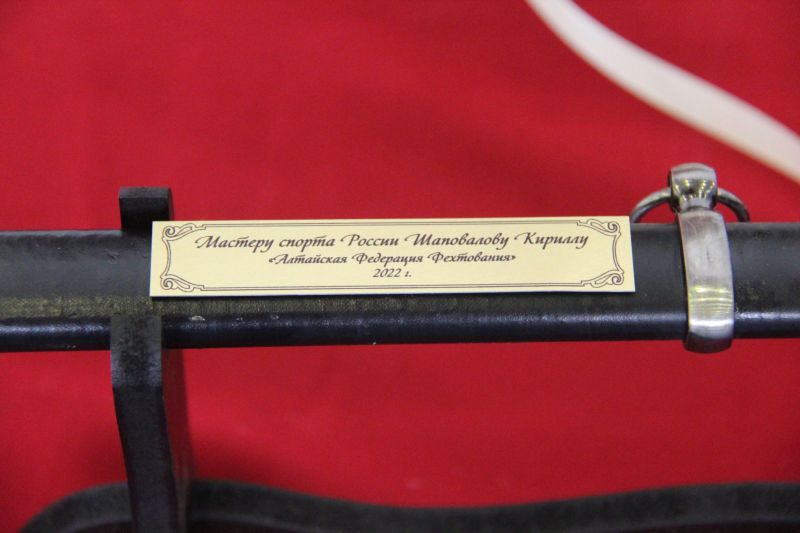 Мастеру спорта России Шаповалову Кириллу
«Алтайская Федерация Фехтования»
2022 г.